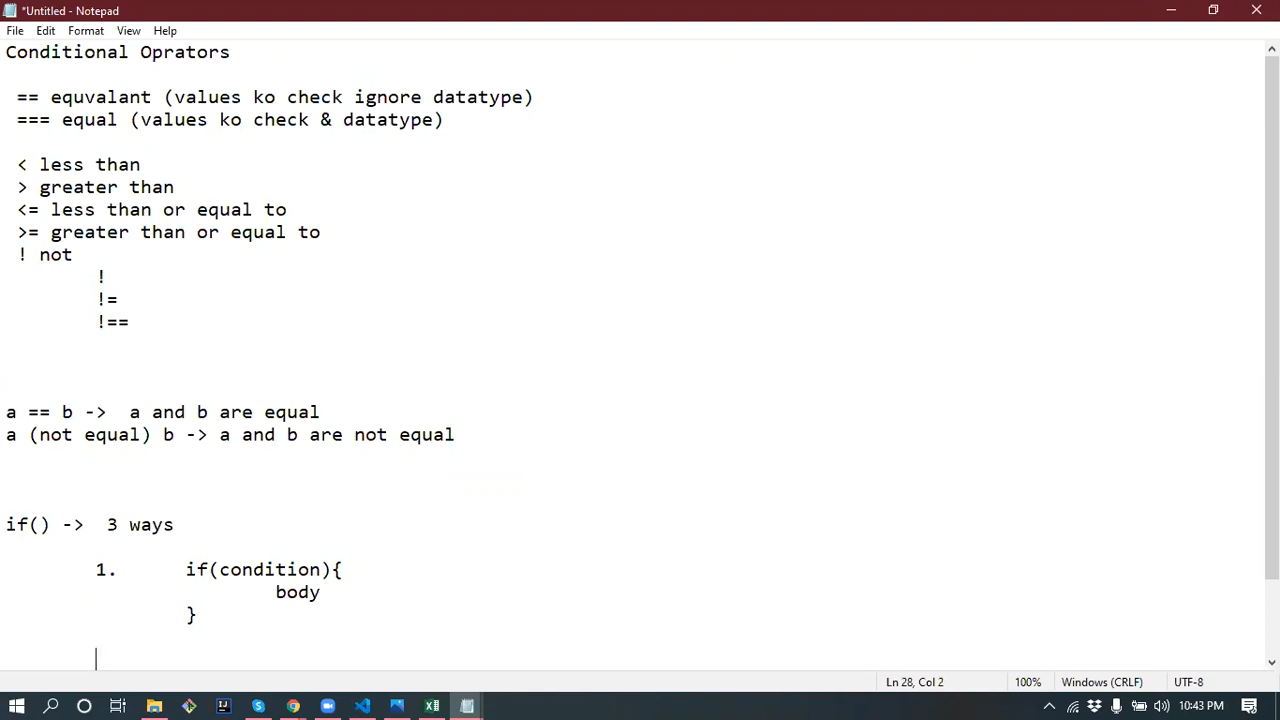 *Untitled - Notepad
File Edit Format View Help
Conditional Oprators
== equvalant (values ko check ignore datatype)
=== equal (values ko check & datatype)
< less than
> greater than
<= less than or equal to
>= greater than or equal to
! not
!
!=
!==
a == b -> a and b are equal
a (not equal) b -> a and b are not equal
if() -> 3 ways
1. if(condition){
body
}
Ln 28, Col 2 100% Windows (CRLF) UTF-8
10:43 PM